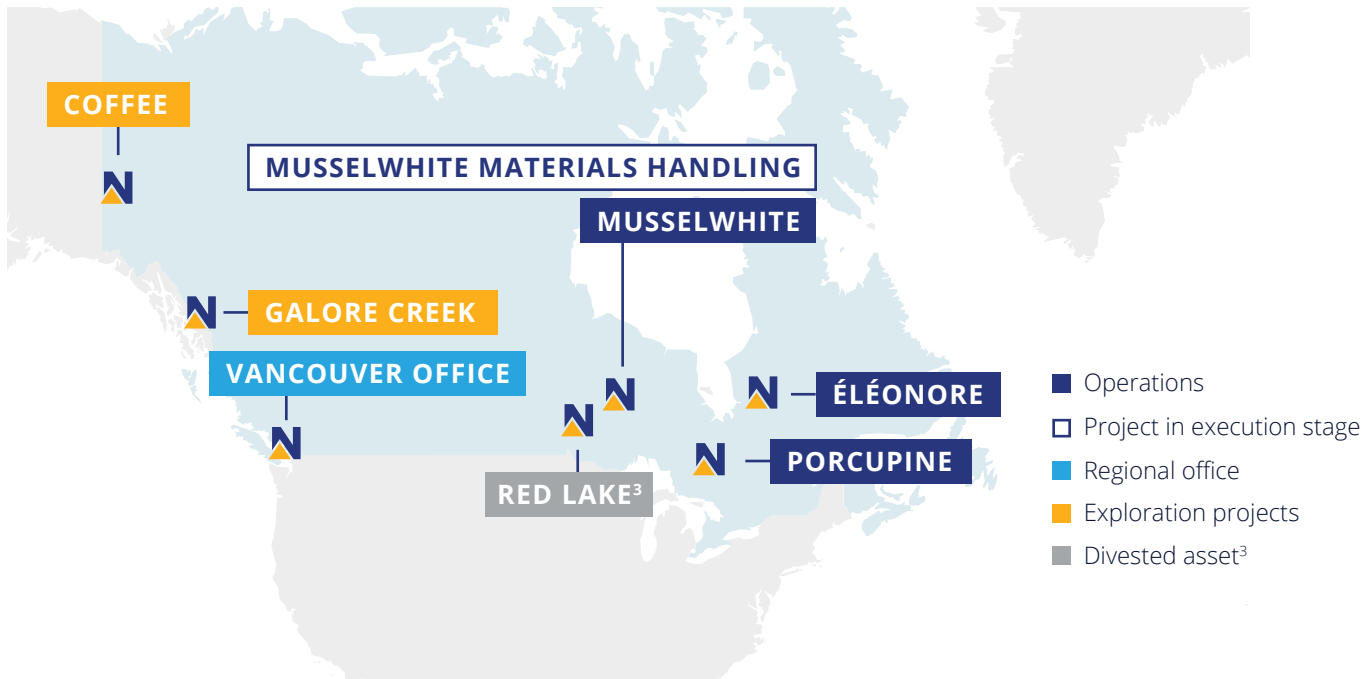 COFFEE
MUSSELWHITE MATERIALS HANDLING
MUSSELWHITE
GALORE CREEK
VANCOUVER OFFICE
ÉLÉONORE
PORCUPINE
RED LAKE³
Operations
Project in execution stage
Regional office
Exploration projects
Divested asset³